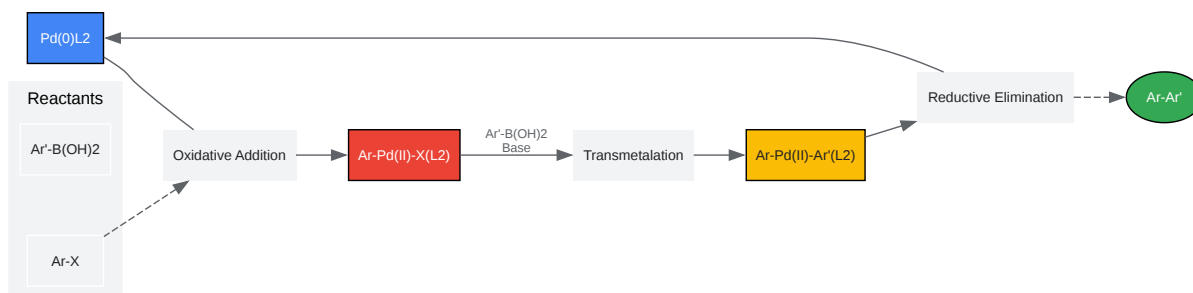 Pd(0)L2
Reactants
Ar'-B(OH)2
Ar-X
Oxidative Addition
Ar-Pd(II)-X(L2)
Ar'-B(OH)2
Base
Transmetalation
Ar-Pd(II)-Ar'(L2)
Reductive Elimination
Ar-Ar'